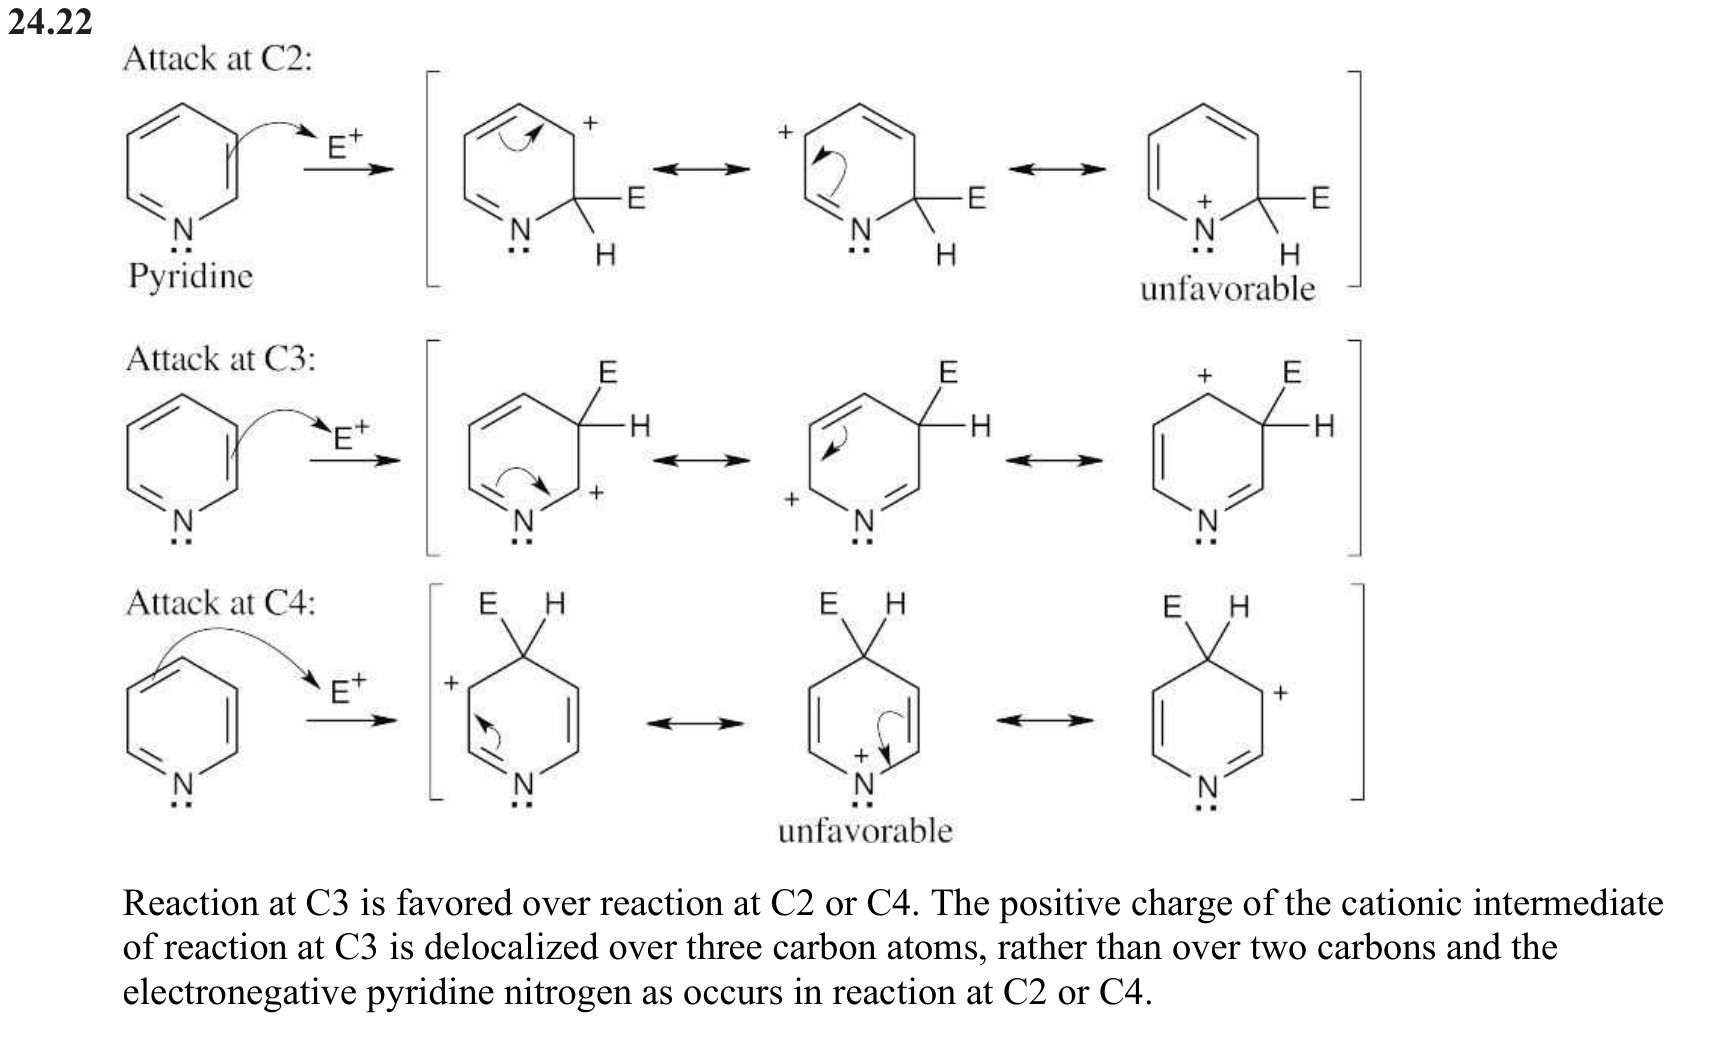 24.22
Attack at C2:
E+
+
N
E
H
+
N
E
H
+
N
E
H
N
Pyridine
unfavorable
Attack at C3:
E+
N
E
H
+
N
E
H
+
N
+
E
H
N
Attack at C4:
E+
N
E H
+
N
E H
+
N
E H
+
N
unfavorable
Reaction at C3 is favored over reaction at C2 or C4. The positive charge of the cationic intermediate
of reaction at C3 is delocalized over three carbon atoms, rather than over two carbons and the
electronegative pyridine nitrogen as occurs in reaction at C2 or C4.